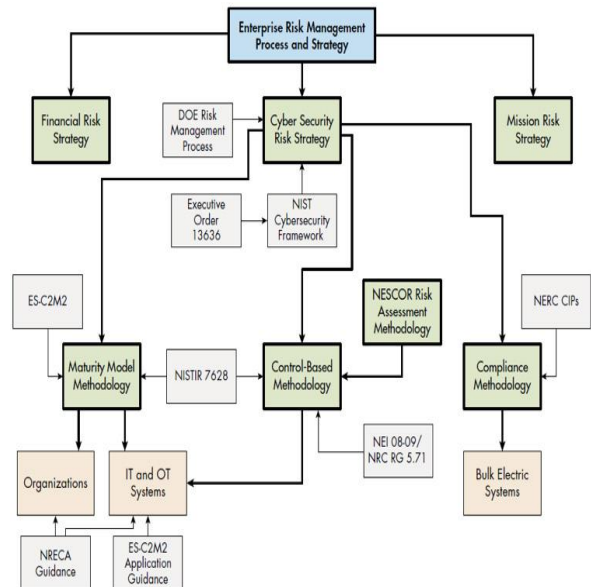 Enterprise Risk Management
Process and Strategy
Financial Risk
Strategy
DOE Risk
Management
Process
Cyber Security
Risk Strategy
Mission Risk
Strategy
Executive
Order
13636
NIST
Cybersecurity
Framework
ES-C2M2
NESCOR Risk
Assessment
Methodology
NERC CIPs
Maturity Model
Methodology
NISTIR 7628
Control-Based
Methodology
Compliance
Methodology
NEI 08-09/
NRC RG 5.71
Organizations
IT and OT
Systems
Bulk Electric
Systems
NRECA
Guidance
ES-C2M2
Application
Guidance